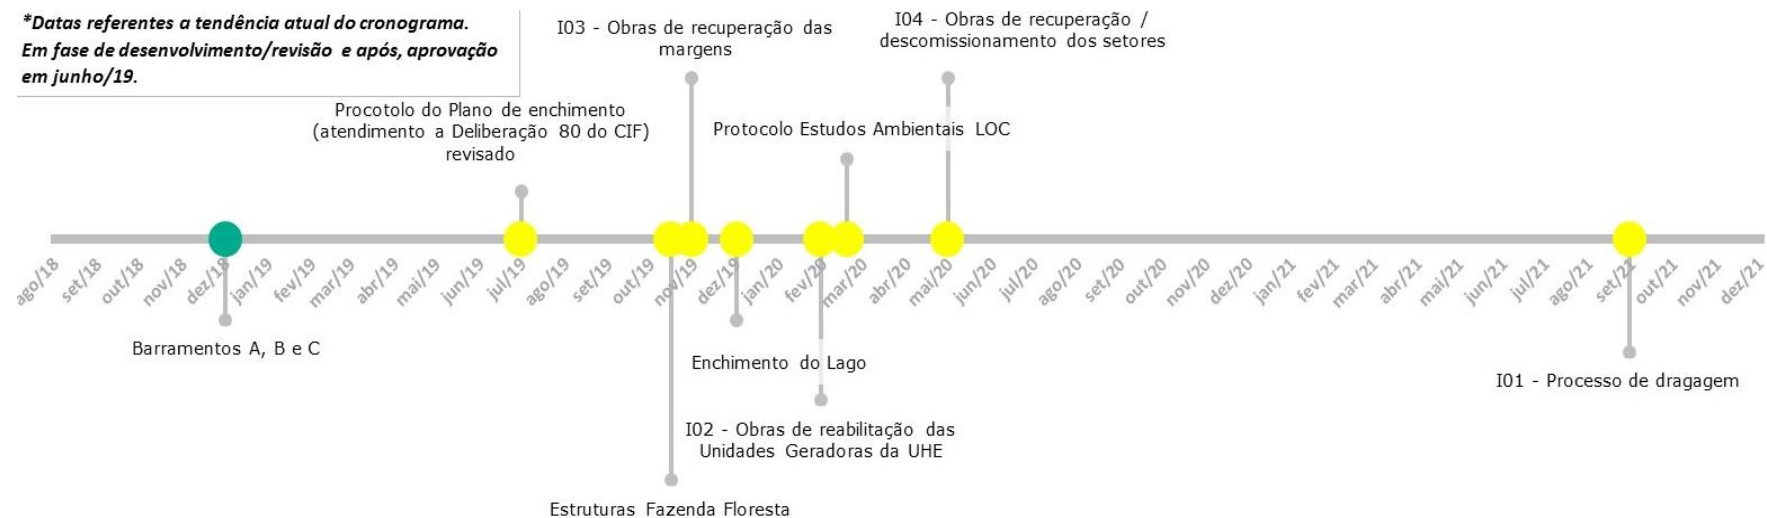 *Datas referentes a tendência atual do cronograma.
Em fase de desenvolvimento/revisão e após, aprovação
em junho/19.
I03 - Obras de recuperação das
margens
I04 - Obras de recuperação /
descomissionamento dos setores
Procotolo do Plano de enchimento
(atendimento a Deliberação 80 do CIF)
revisado
Protocolo Estudos Ambientais LOC
ago/18
set/18
out/18
nov/18
dez/18
jan/19
fev/19
mar/19
abr/19
mai/19
jun/19
jul/19
ago/19
set/19
out/19
nov/19
dez/19
jan/20
fev/20
mar/20
abr/20
mai/20
jun/20
jul/20
ago/20
set/20
out/20
nov/20
dez/20
jan/21
fev/21
mar/21
abr/21
mai/21
jun/21
jul/21
ago/21
set/21
out/21
nov/21
dez/21
Barramentos A, B e C
Enchimento do Lago
I01 - Processo de dragagem
I02 - Obras de reabilitação das
Unidades Geradoras da UHE
Estruturas Fazenda Floresta